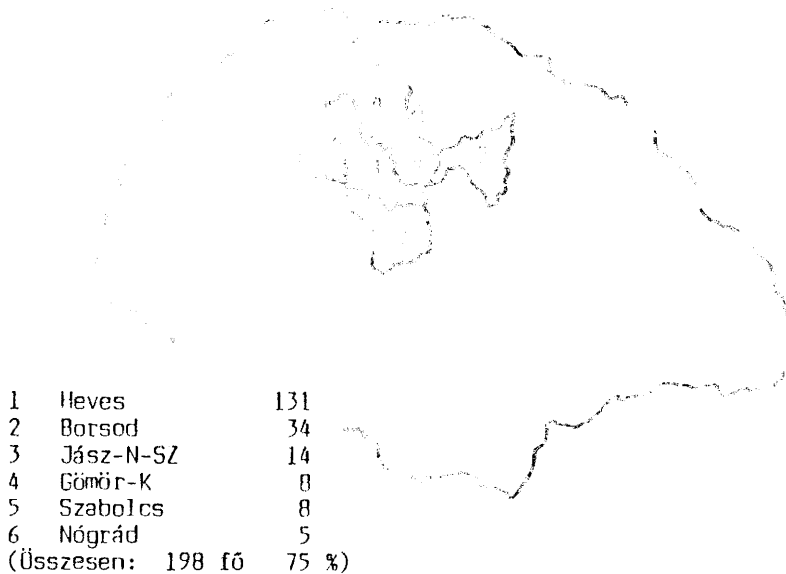 1 Heves 131
2 Borsod 34
3 Jász-N-SZ 14
4 Gömör-K 8
5 Szabolcs 8
6 Nógrád 5
(Összesen: 198 fő 75 %)